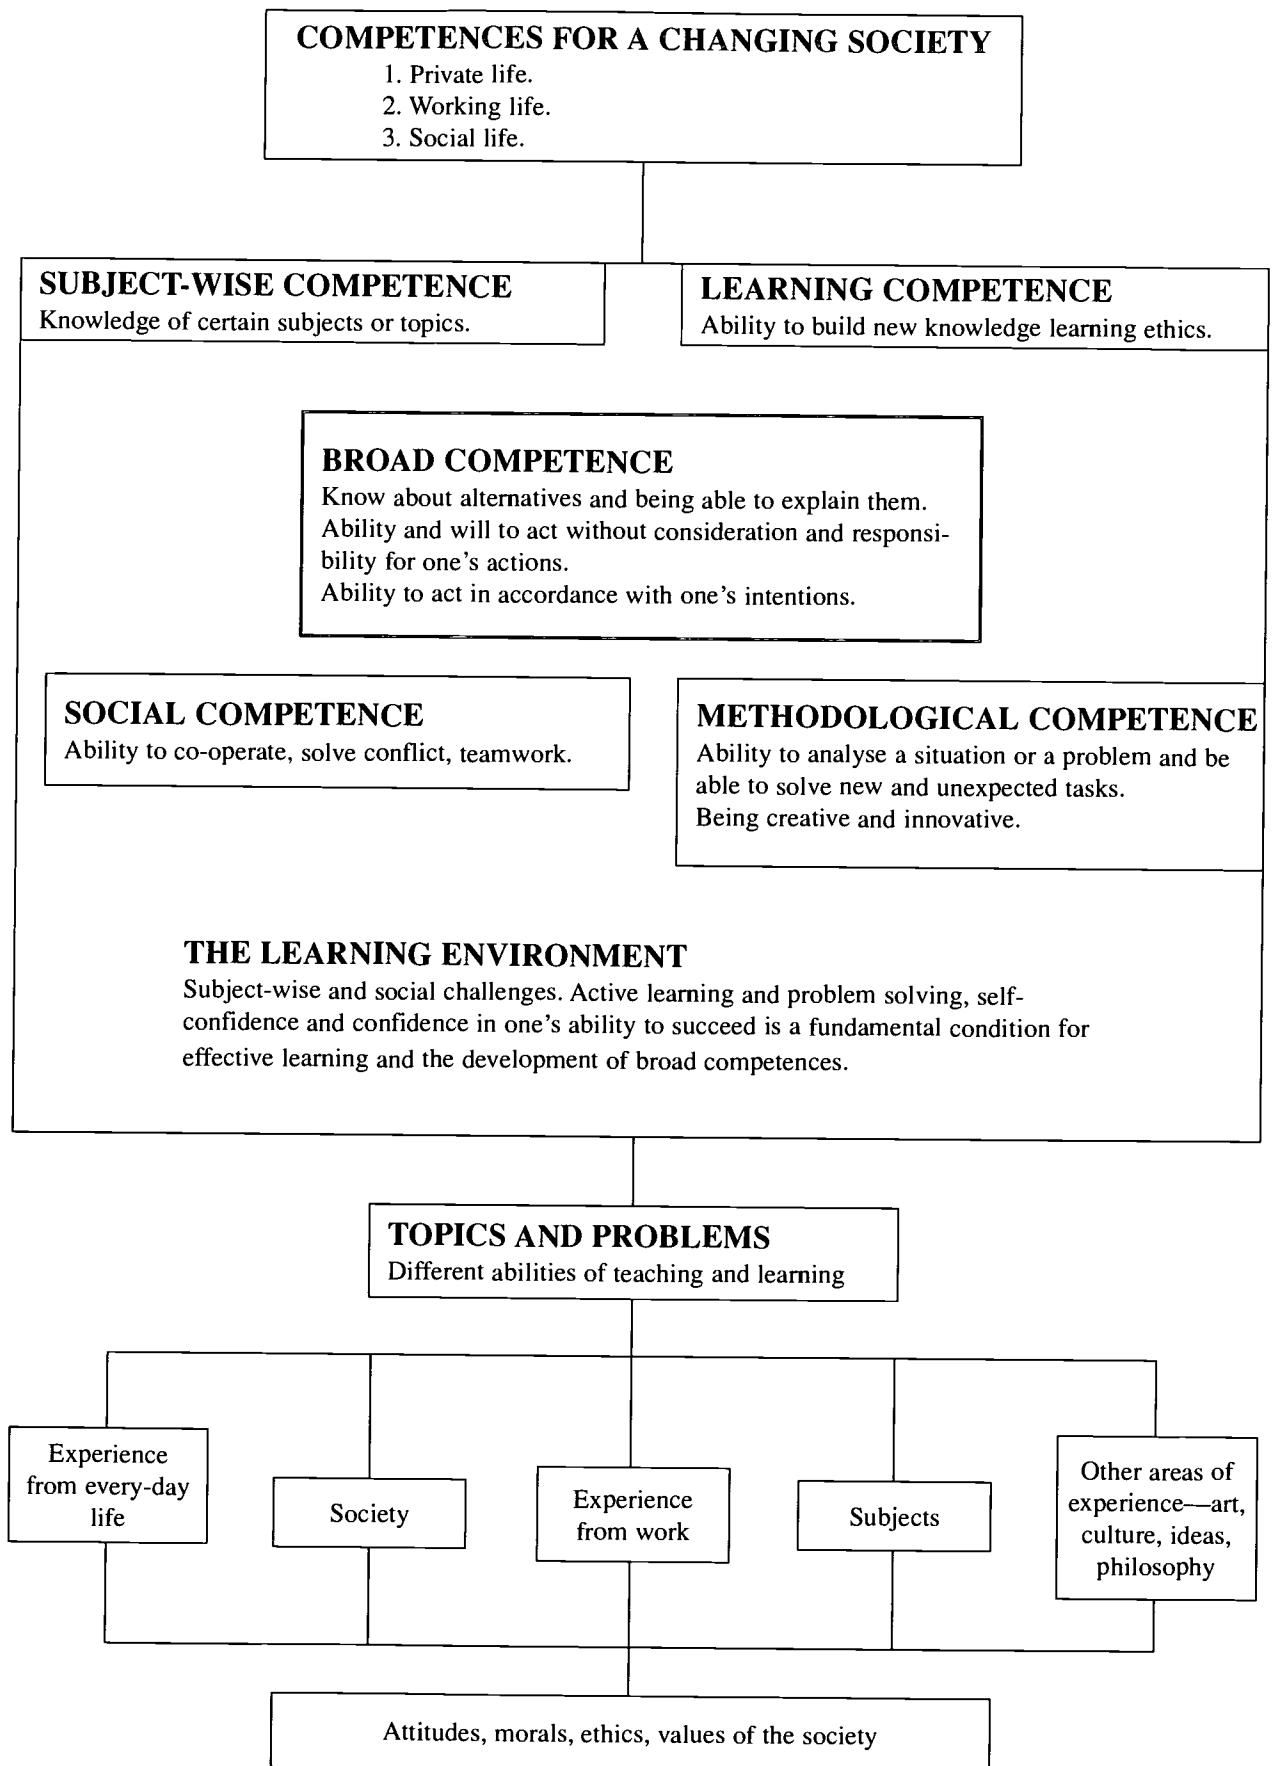 COMPETENCES FOR A CHANGING SOCIETY
1. Private life.
2. Working life.
3. Social life.
SUBJECT-WISE COMPETENCE
Knowledge of certain subjects or topics.
LEARNING COMPETENCE
Ability to build new knowledge learning ethics.
BROAD COMPETENCE
Know about alternatives and being able to explain them.
Ability and will to act without consideration and responsi-
bility for one's actions.
Ability to act in accordance with one's intentions.
SOCIAL COMPETENCE
Ability to co-operate, solve conflict, teamwork.
METHODOLOGICAL COMPETENCE
Ability to analyse a situation or a problem and be
able to solve new and unexpected tasks.
Being creative and innovative.
THE LEARNING ENVIRONMENT
Subject-wise and social challenges. Active learning and problem solving, self-
confidence and confidence in one's ability to succeed is a fundamental condition for
effective learning and the development of broad competences.
TOPICS AND PROBLEMS
Different abilities of teaching and learning
Experience
from every-day
life
Society
Experience
from work
Subjects
Other areas of
experience—art,
culture, ideas,
philosophy
Attitudes, morals, ethics, values of the society